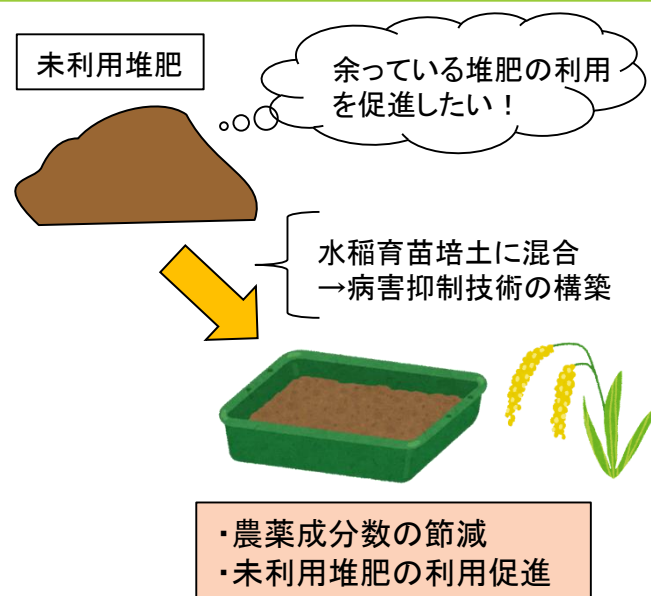 未利用堆肥
余っている堆肥の利用
を促進したい！
水稲育苗培土に混合
→病害抑制技術の構築
・農薬成分数の節減
・未利用堆肥の利用促進